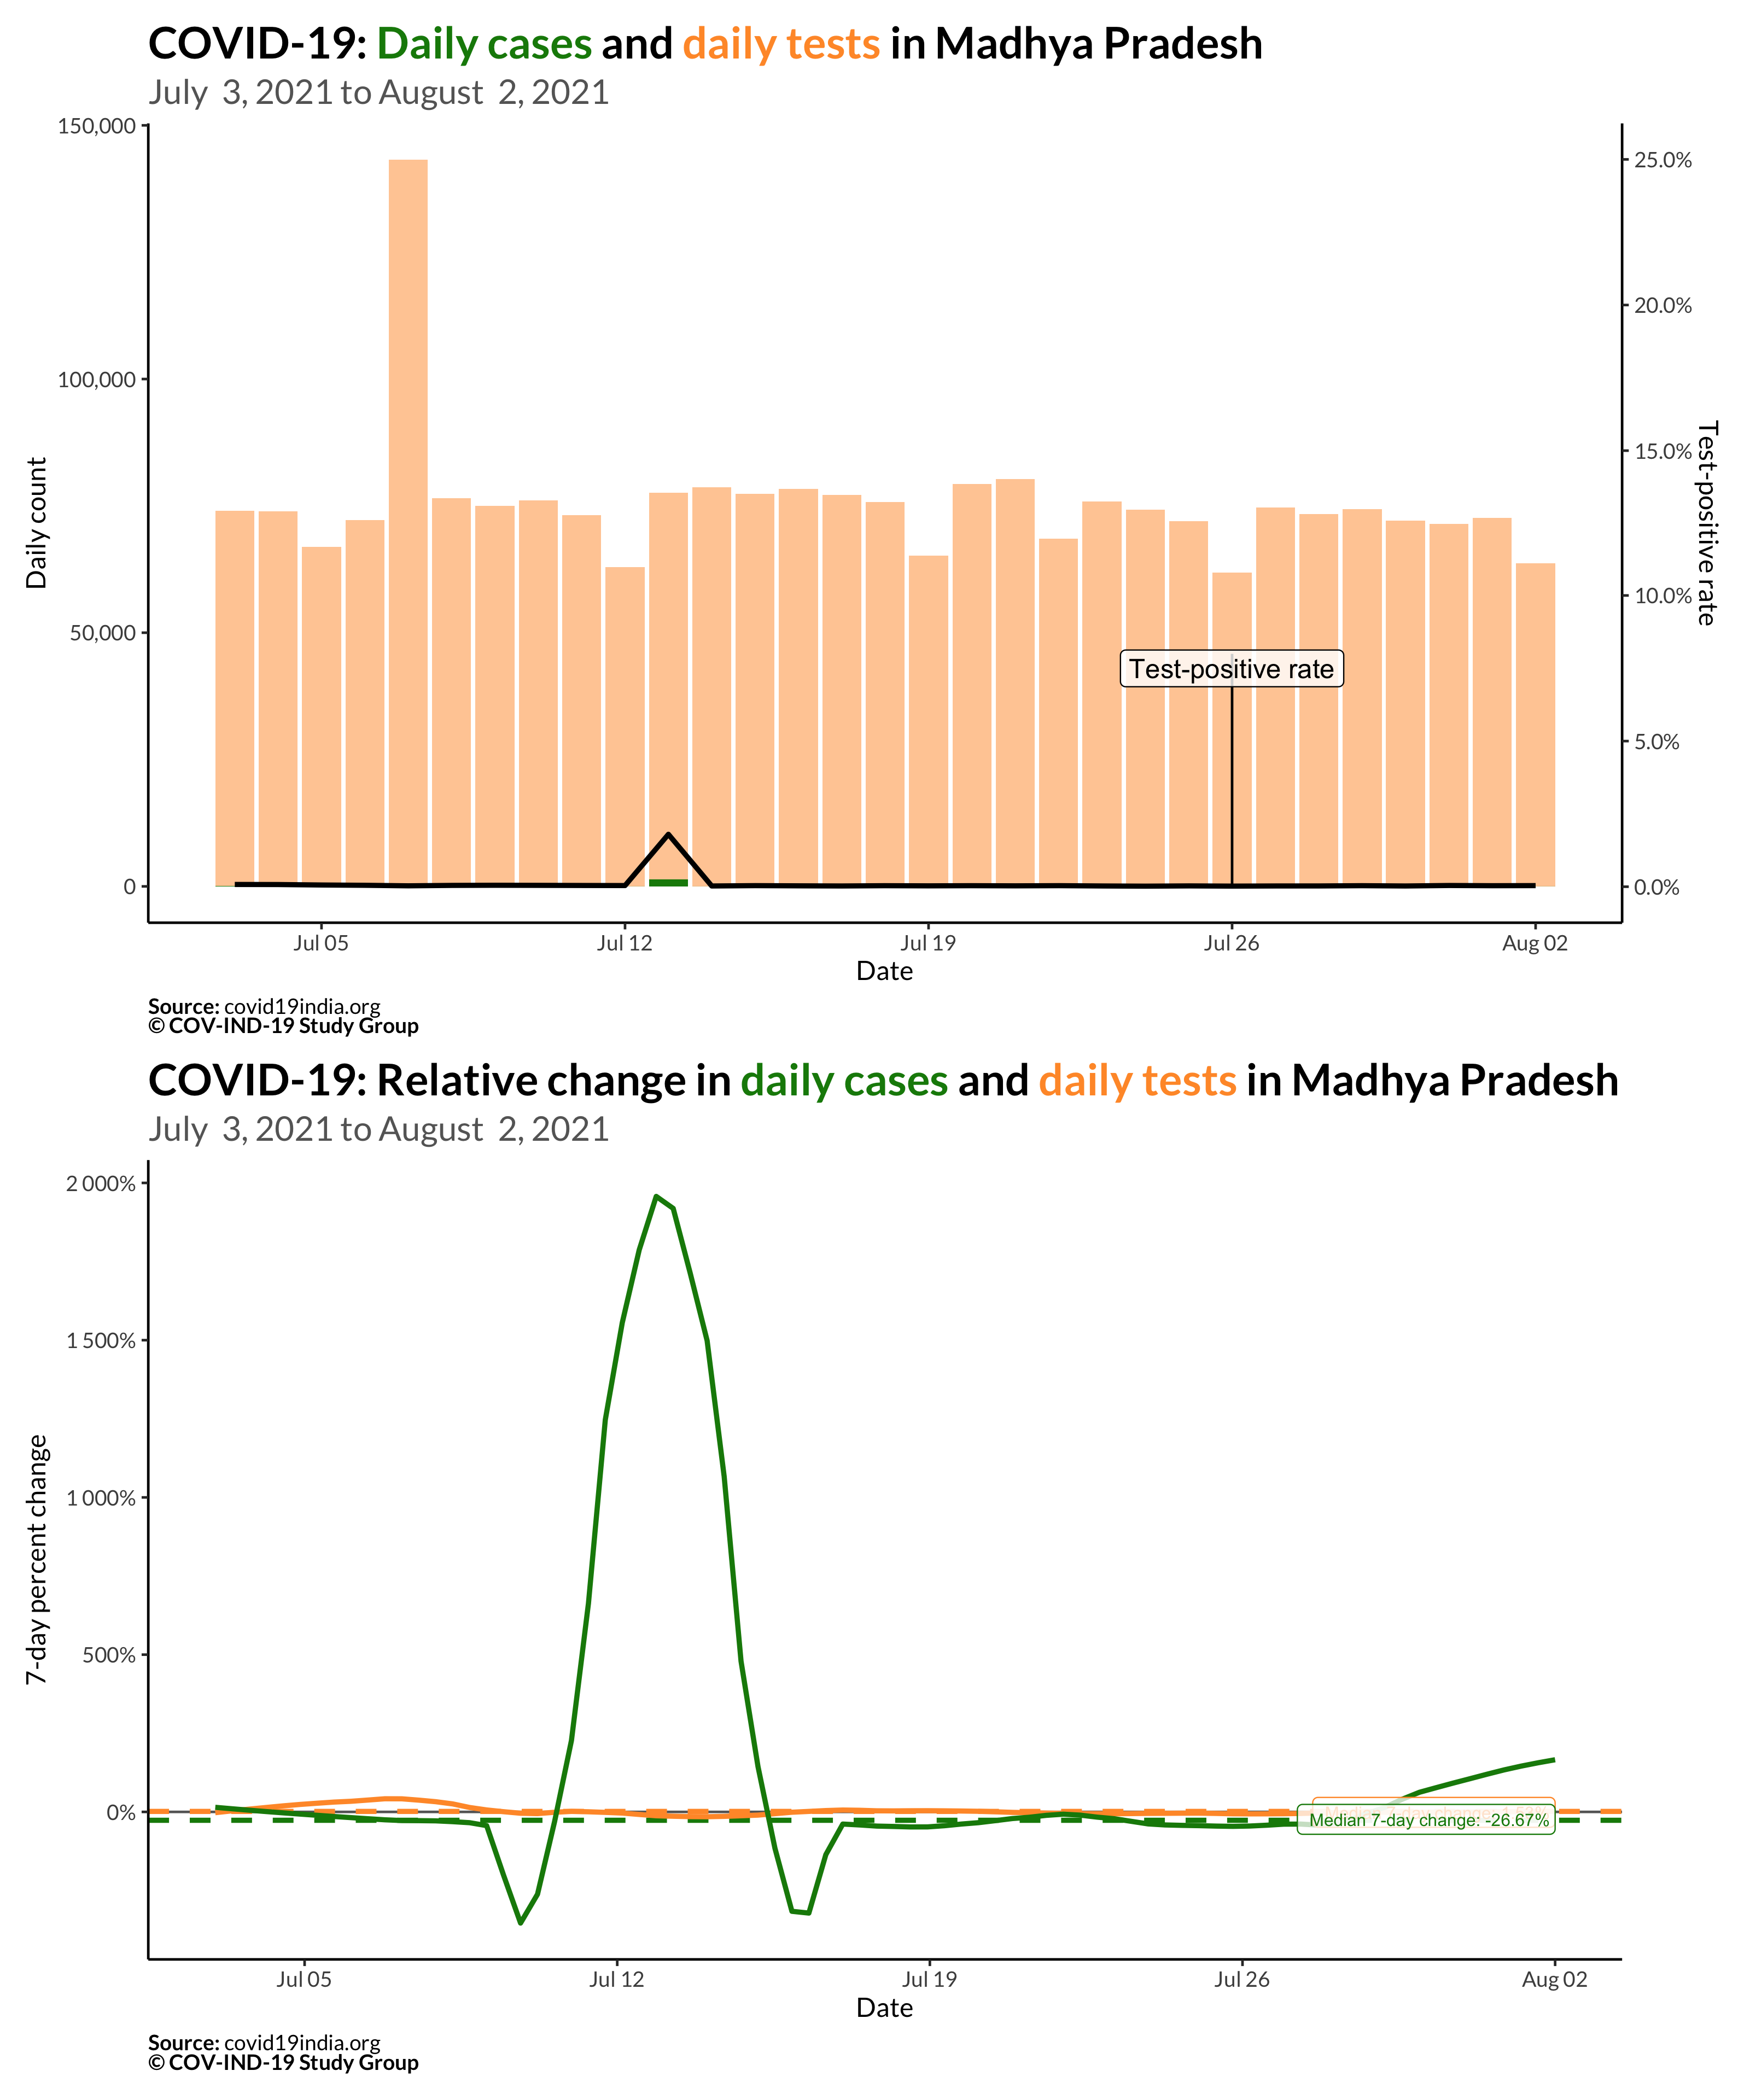 COVID-19: Daily cases and daily tests in Madhya Pradesh
July 3, 2021 to August 2, 2021
150,000
100,000
50,000
0
Daily count
25.0%
20.0%
15.0%
10.0%
5.0%
0.0%
Test-positive rate
Test-positive rate
Jul 05
Jul 12
Jul 19
Jul 26
Aug 02
Date
Source: covid19india.org
© COV-IND-19 Study Group
COVID-19: Relative change in daily cases and daily tests in Madhya Pradesh
July 3, 2021 to August 2, 2021
2 000%
1 500%
1 000%
500%
0%
7-day percent change
Median 7-day change: -26.67%
Jul 05
Jul 12
Jul 19
Jul 26
Aug 02
Date
Source: covid19india.org
© COV-IND-19 Study Group